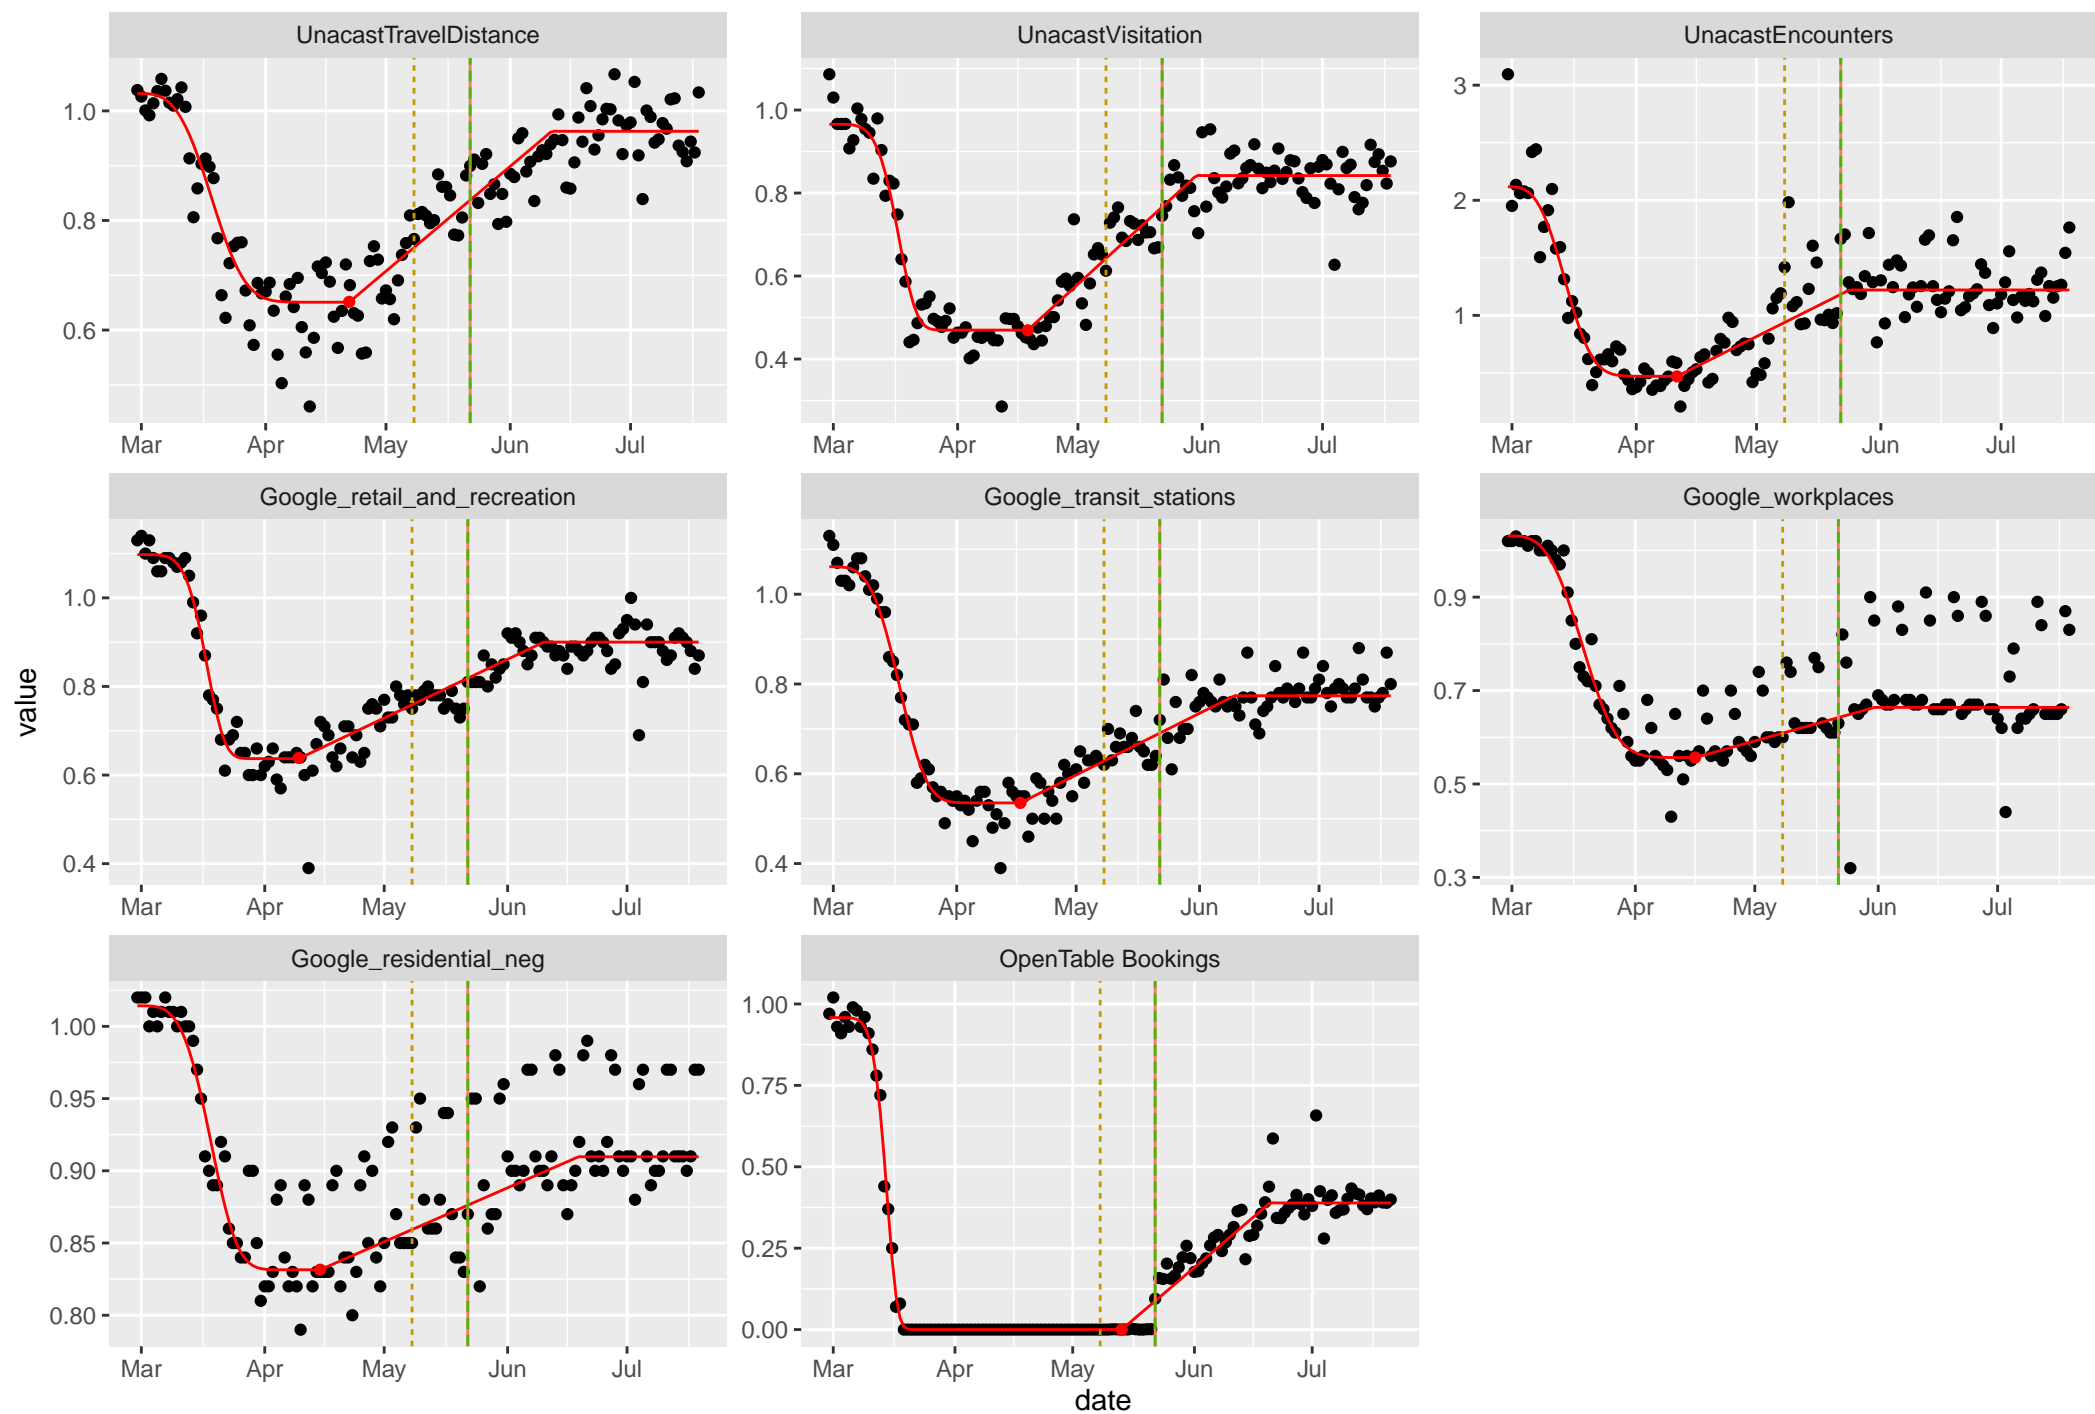 UnacastTravelDistance
UnacastVisitation
UnacastEncounters
1.0
0.8
0.6
1.0
0.8
0.6
0.4
3
2
1
Mar Apr May Jun Jul
Mar Apr May Jun Jul
Mar Apr May Jun Jul
Google_retail_and_recreation
Google_transit_stations
Google_workplaces
value
1.0
0.8
0.6
0.4
1.0
0.8
0.6
0.4
0.9
0.7
0.5
0.3
Mar Apr May Jun Jul
Mar Apr May Jun Jul
Mar Apr May Jun Jul
Google_residential_neg
OpenTable Bookings
1.00
0.95
0.90
0.85
0.80
1.00
0.75
0.50
0.25
0.00
Mar Apr May Jun Jul
Mar Apr May Jun Jul
date